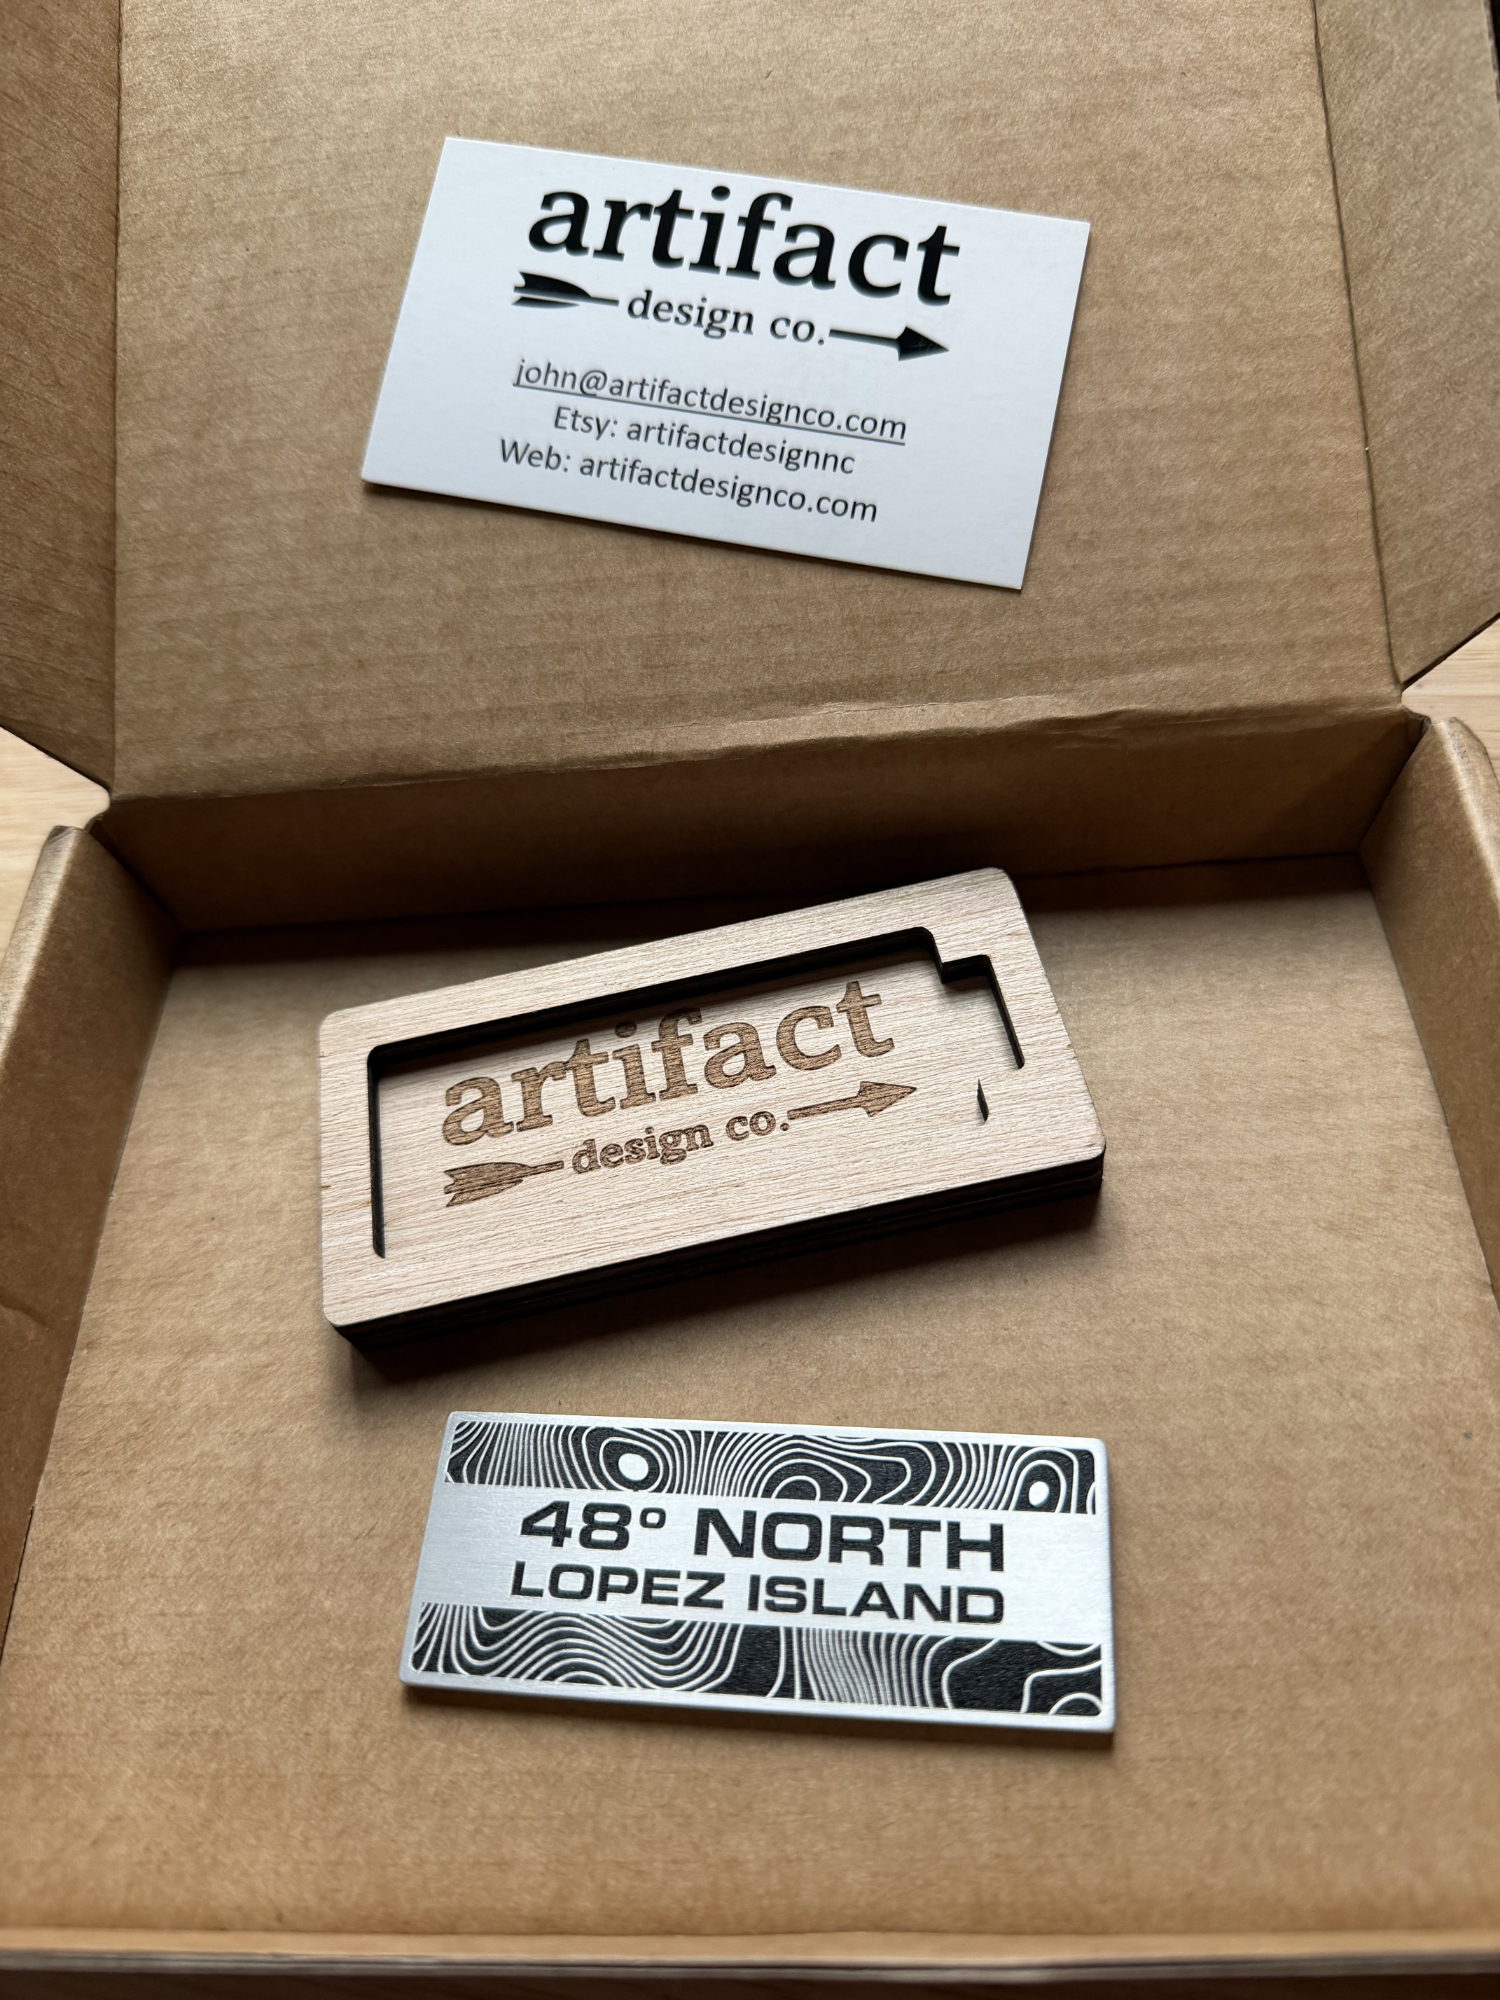 artifact
design co.
john@artifactdesignco.com
Etsy: artifactdesignnc
Web: artifactdesignco.com
artifact
design co.
48° NORTH
LOPEZ ISLAND